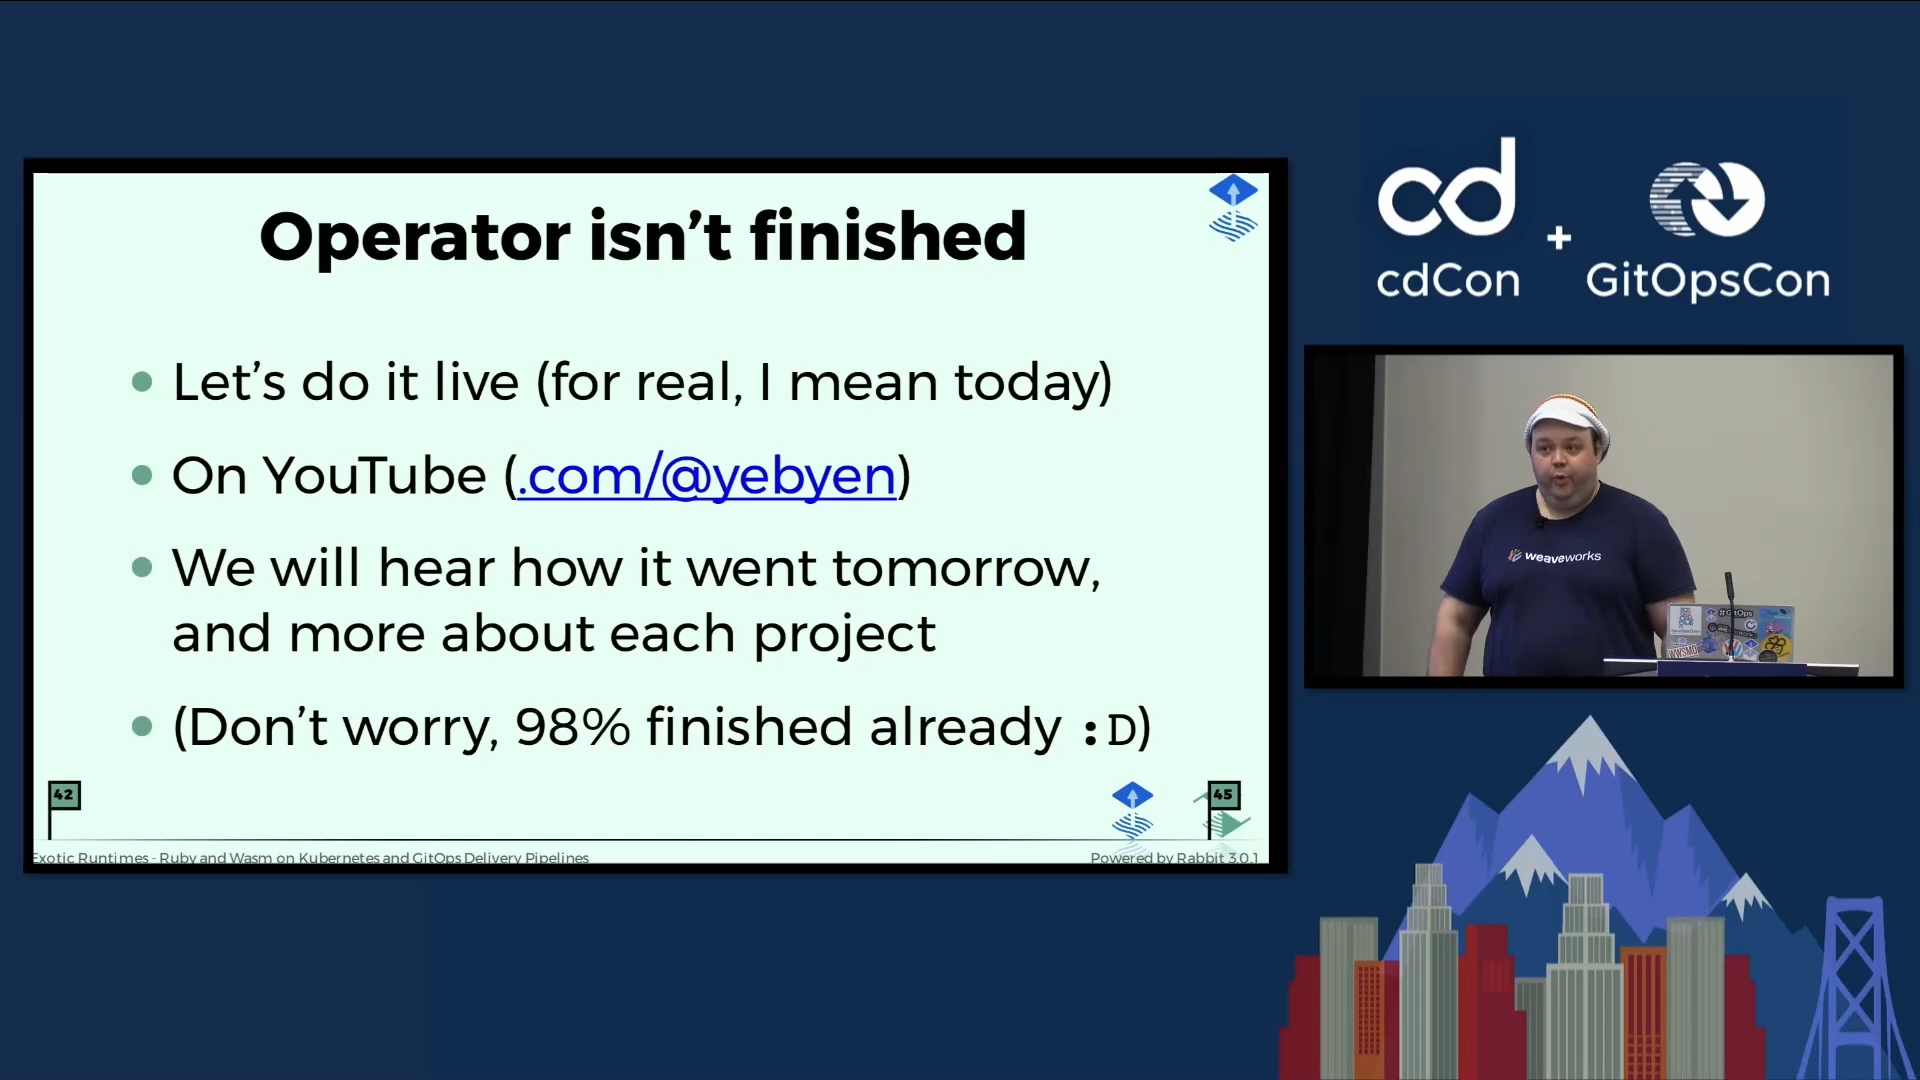 Operator isn’t finished
Let’s do it live (for real, I mean today)
On YouTube (.com/@yebyen)
We will hear how it went tomorrow,
and more about each project
(Don’t worry, 98% finished already :D)
42
45
Exotic Runtimes - Ruby and Wasm on Kubernetes and GitOps Delivery Pipelines
Powered by Rabbit 3.0.1
cd
+
cdCon
GitOpsCon
weaveworks
#GitOps